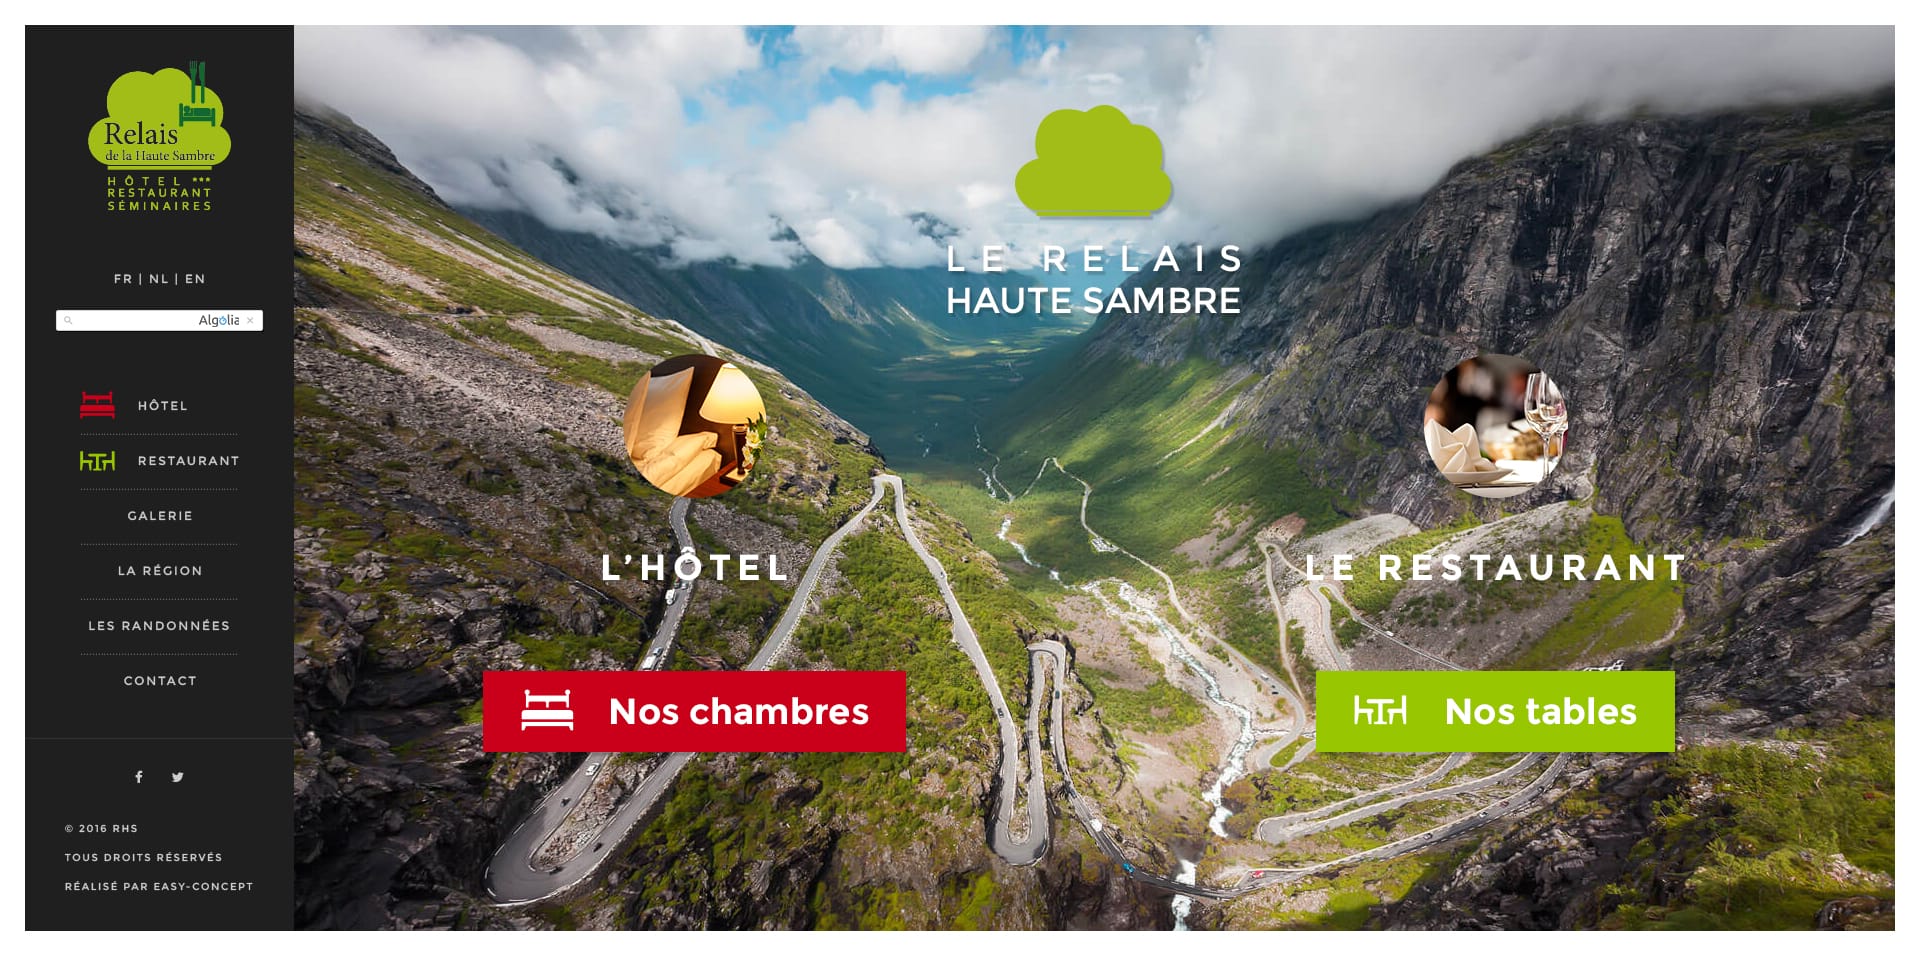 Relais
de la Haute Sambre
HÔTEL ***
RESTAURANT
SÉMINAIRES
FR | NL | EN
Algolia
HÔTEL
RESTAURANT
GALERIE
LA RÉGION
LES RANDONNÉES
CONTACT
© 2016 RHS
TOUS DROITS RÉSERVÉS
RÉALISÉ PAR EASY-CONCEPT
LE RELAIS
HAUTE SAMBRE
L'HÔTEL
LE RESTAURANT
Nos chambres
Nos tables